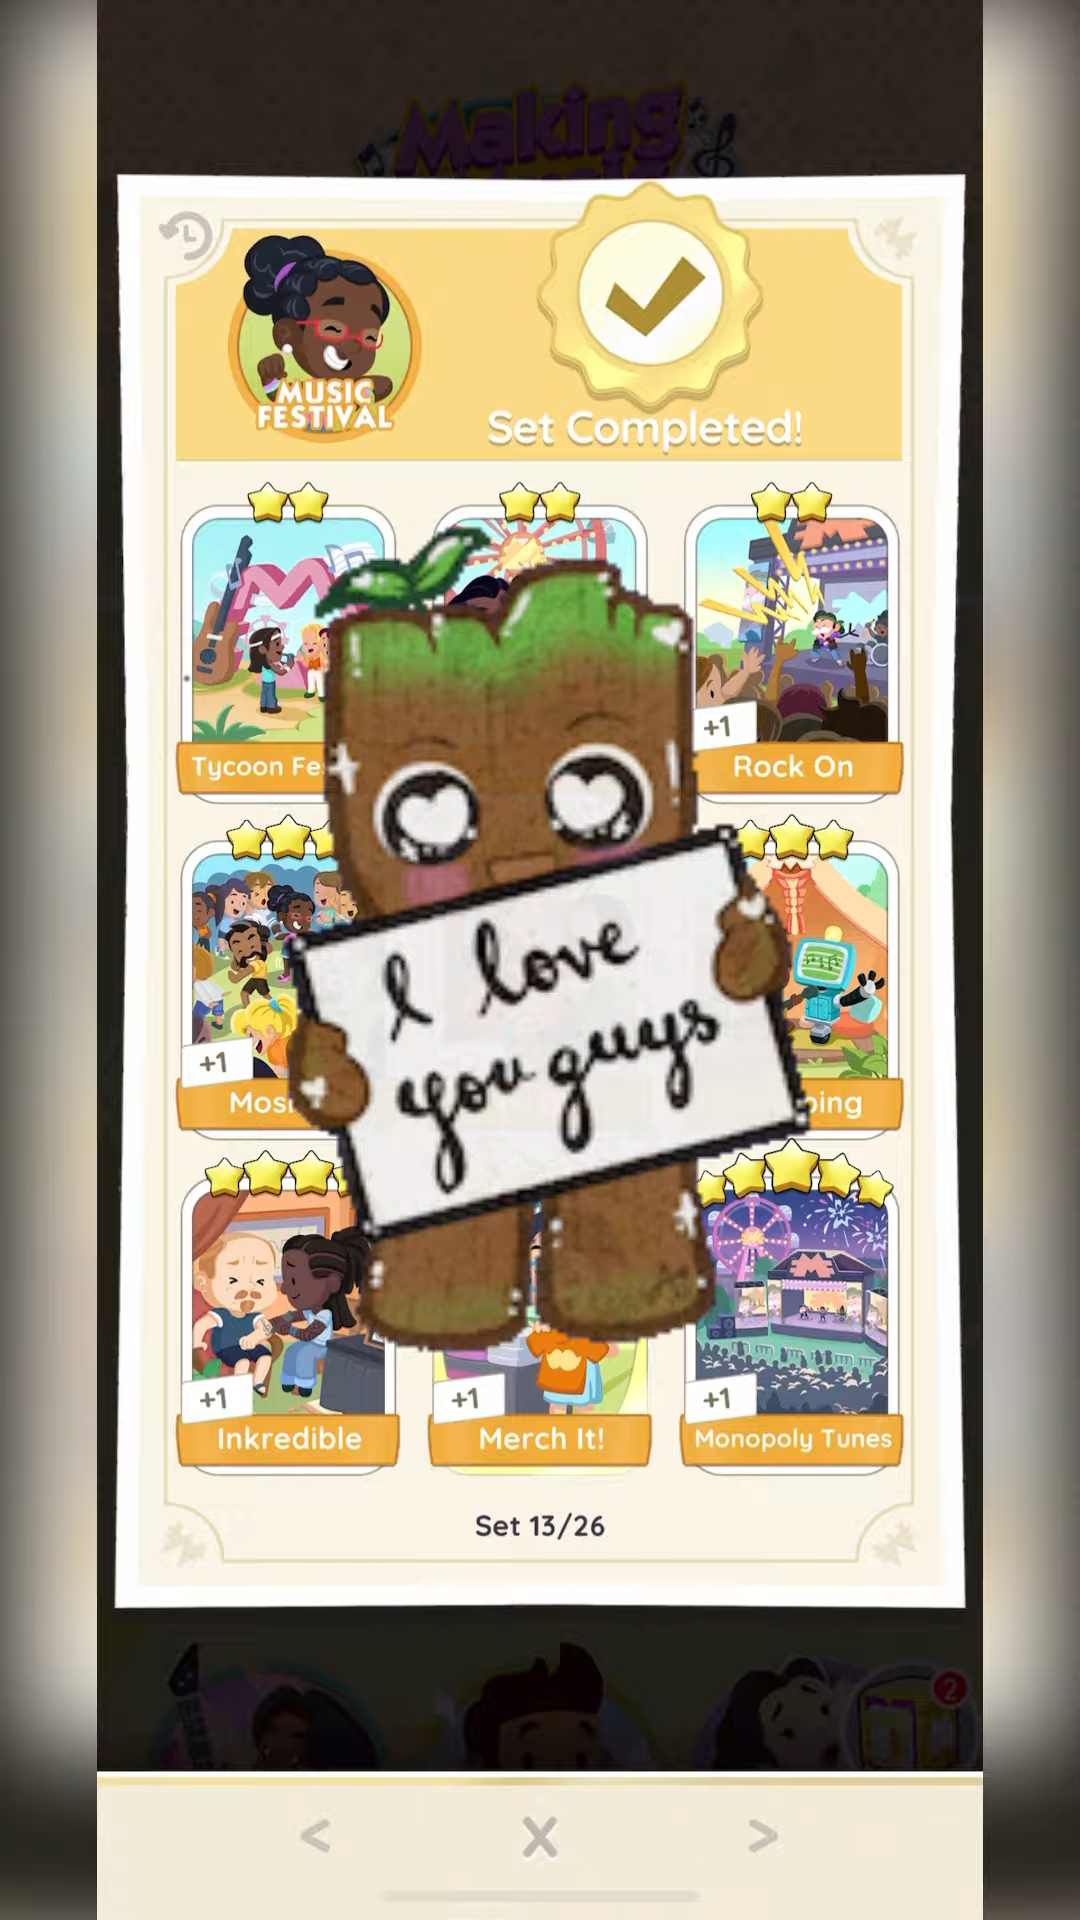 Making
MUSIC
FESTIVAL
Set Completed!
Tycoon Fe
+1
Rock On
+1
Mos
ping
I love
you guys
+1
Inkredible
+1
Merch It!
+1
Monopoly Tunes
Set 13/26
2
< X >